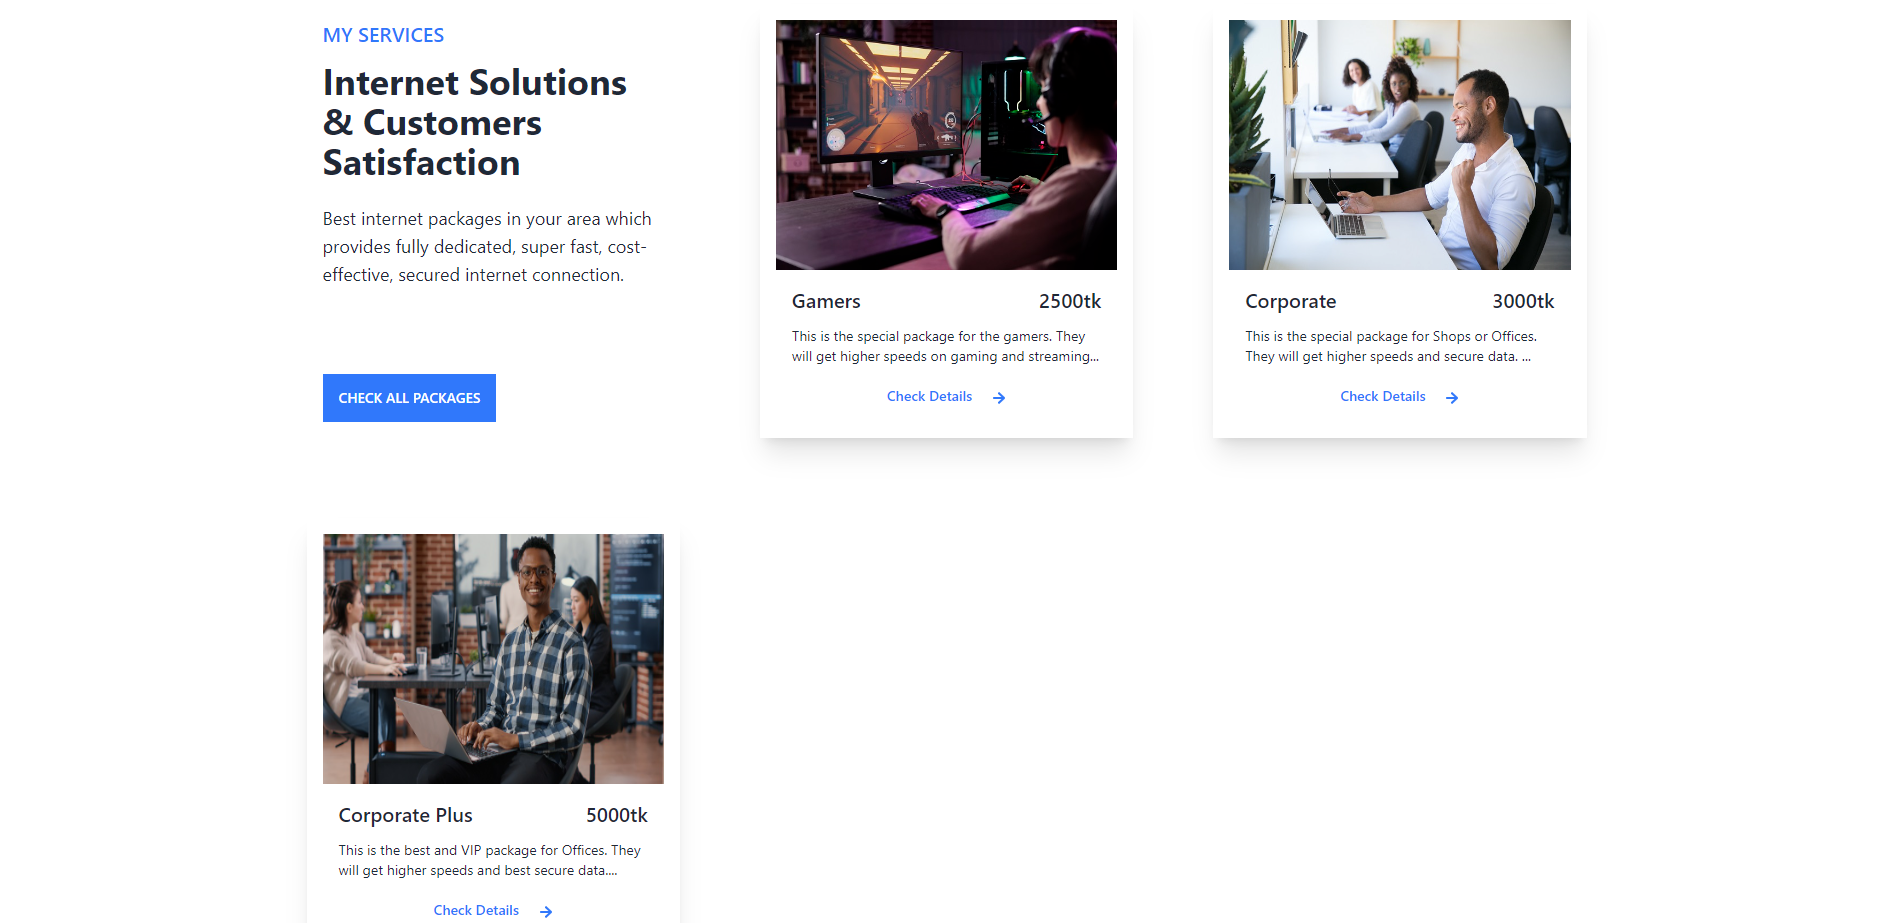 MY SERVICES
Internet Solutions
& Customers
Satisfaction
Best internet packages in your area which
provides fully dedicated, super fast, cost-
effective, secured internet connection.
CHECK ALL PACKAGES
Gamers 2500tk
This is the special package for the gamers. They
will get higher speeds on gaming and streaming...
Check Details
Corporate 3000tk
This is the special package for Shops or Offices.
They will get higher speeds and secure data. ...
Check Details
Corporate Plus 5000tk
This is the best and VIP package for Offices. They
will get higher speeds and best secure data....
Check Details